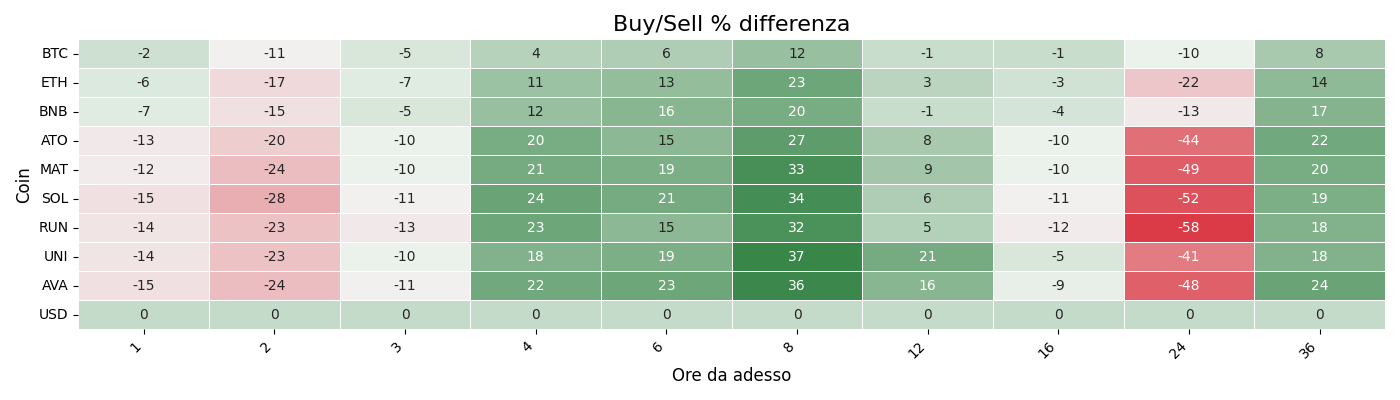 Buy/Sell % differenza
Coin
BTC -2 -11 -5 4 6 12 -1 -1 -10 8
ETH -6 -17 -7 11 13 23 3 -3 -22 14
BNB -7 -15 -5 12 16 20 -1 -4 -13 17
ATO -13 -20 -10 20 15 27 8 -10 -44 22
MAT -12 -24 -10 21 19 33 9 -10 -49 20
SOL -15 -28 -11 24 21 34 6 -11 -52 19
RUN -14 -23 -13 23 15 32 5 -12 -58 18
UNI -14 -23 -10 18 19 37 21 -5 -41 18
AVA -15 -24 -11 22 23 36 16 -9 -48 24
USD 0 0 0 0 0 0 0 0 0 0
1 2 3 4 6 8 12 16 24 36
Ore da adesso